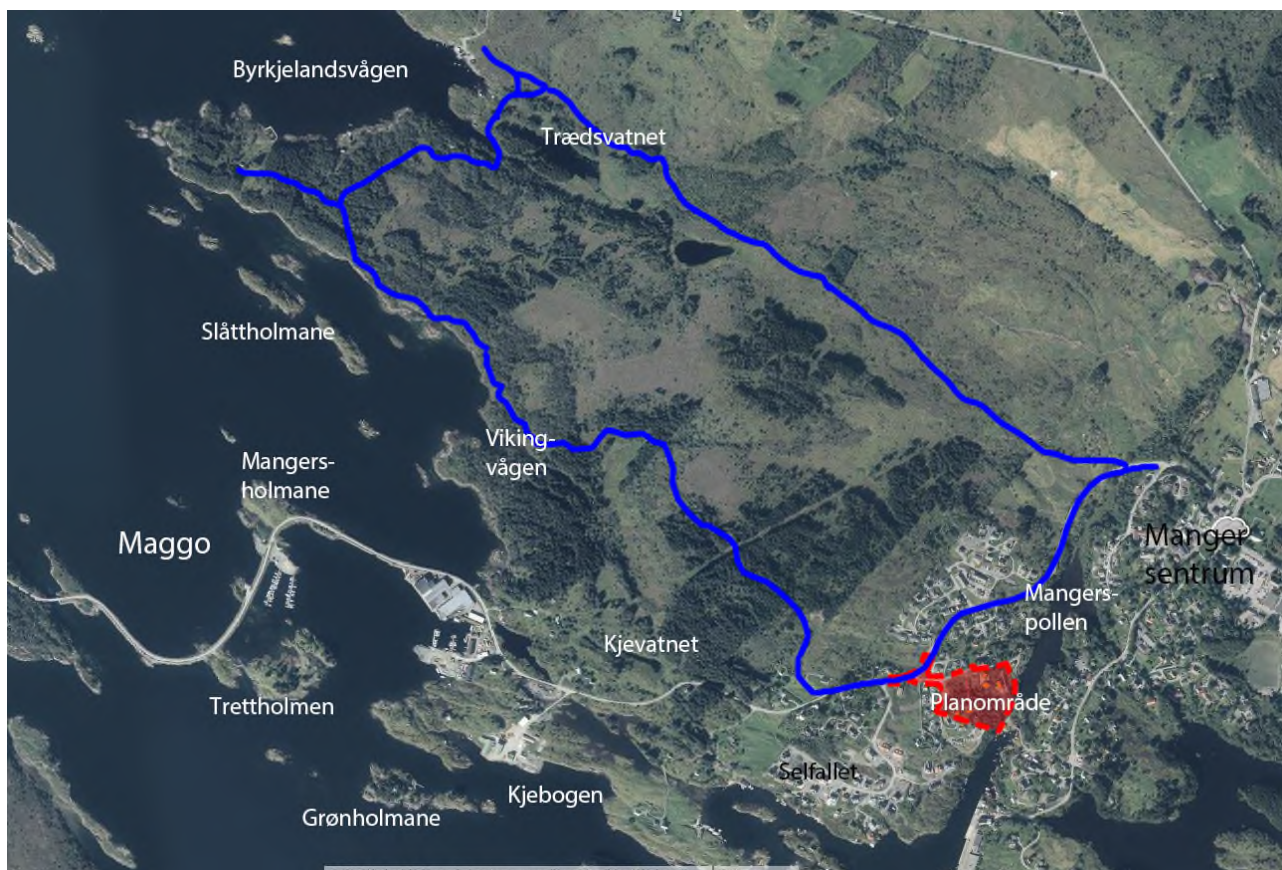 Byrkjelandsvågen
Trædsvatnet
Slåttholmane
Viking-
vågen
Mangers-
holmane
Maggo
Manger
sentrum
Mangers-
pollen
Kjevatnet
Trettholmen
Planområde
Selfallet
Kjebogen
Grønholmane